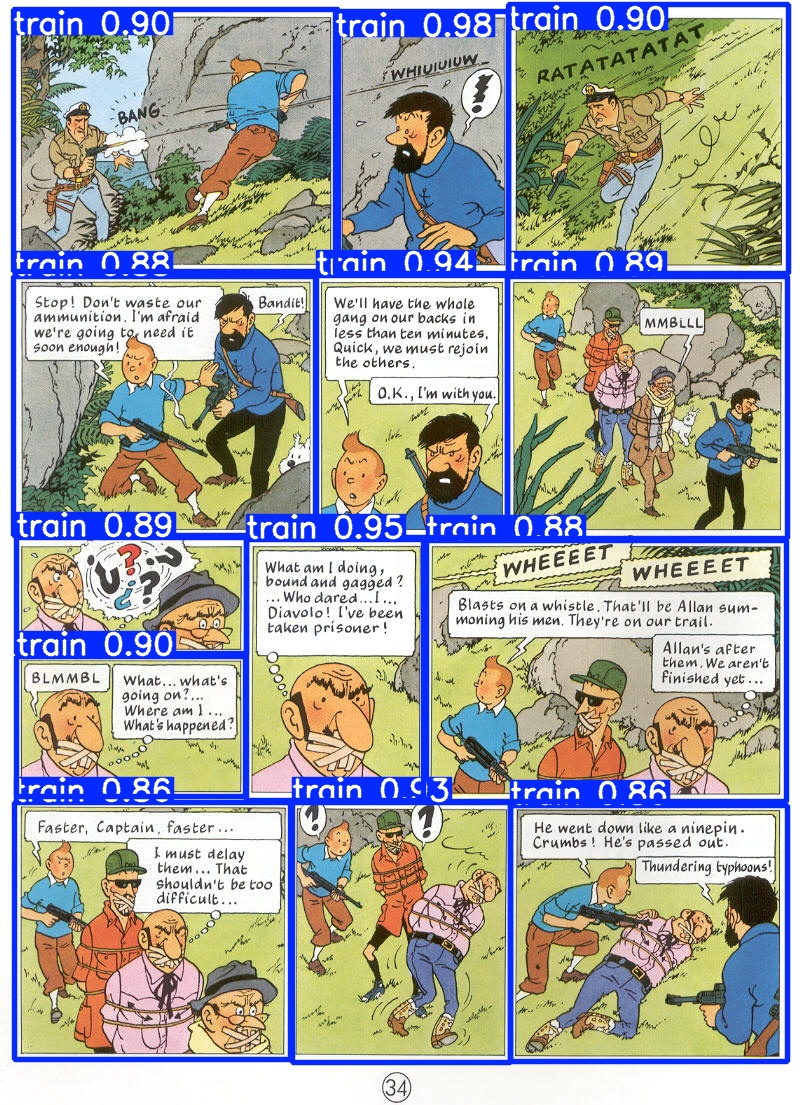 train 0.90
train 0.98
train 0.90
BANG
WHIUIUIUW
!
RATATATATAT
train 0.88
train 0.94
train 0.89
Stop! Don't waste our
ammunition. I'm afraid
we're going to need it
soon enough!
Bandit!
We'll have the whole
gang on our backs in
less than ten minutes.
Quick, we must rejoin
the others.
O.K., I'm with you.
MMBLLL
train 0.89
train 0.95
train 0.88
? ? ? ? ?
train 0.90
BLMMBL
What... what's
going on?...
Where am I...
What's happened?
What am I doing,
bound and gagged?
...Who dared...I...
Diavolo! I've been
taken prisoner!
WHEEEET
WHEEEET
Blasts on a whistle. That'll be Allan sum-
moning his men. They're on our trail.
Allan's after
them. We aren't
finished yet...
train 0.86
train 0.93
train 0.86
Faster, Captain, faster...
I must delay
them... That
shouldn't be too
difficult...
?
?
He went down like a ninepin.
Crumbs! He's passed out.
Thundering typhoons!
34